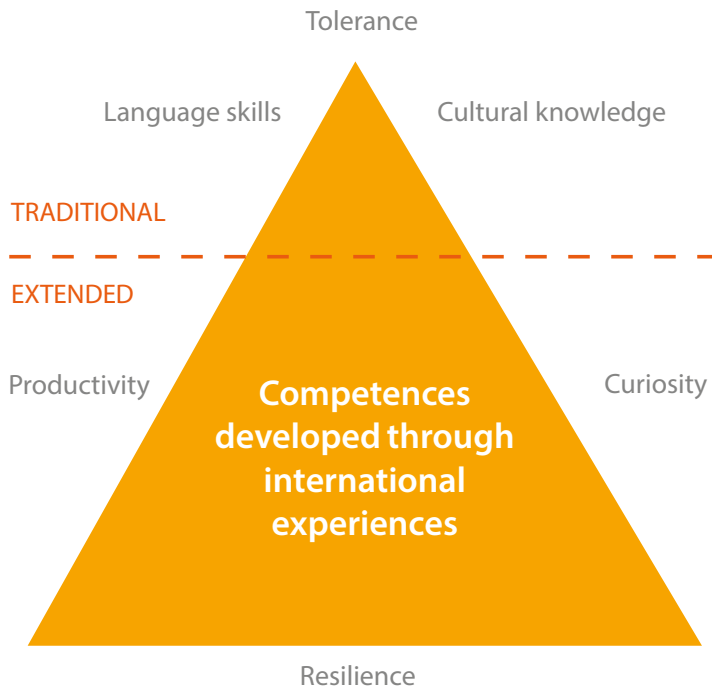 Tolerance
Language skills
Cultural knowledge
TRADITIONAL
EXTENDED
Productivity
Curiosity
Competences
developed through
international
experiences
Resilience